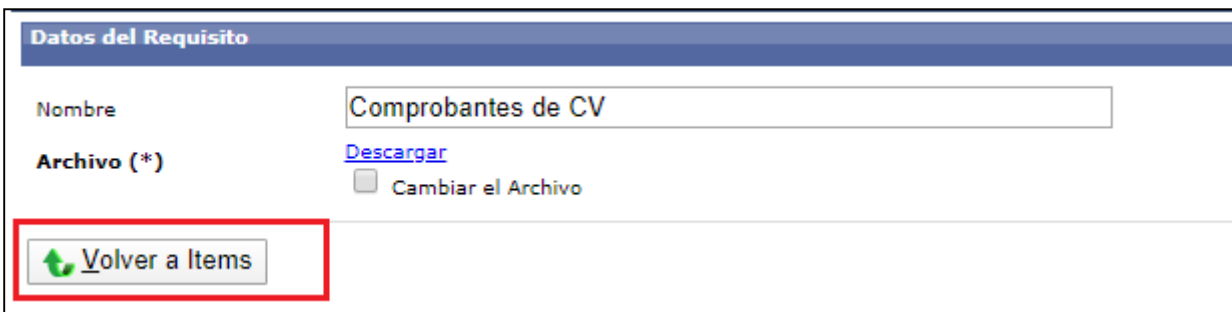 Datos del Requisito
Nombre Comprobantes de CV
Archivo (*) Descargar
Cambiar el Archivo
Volver a Items